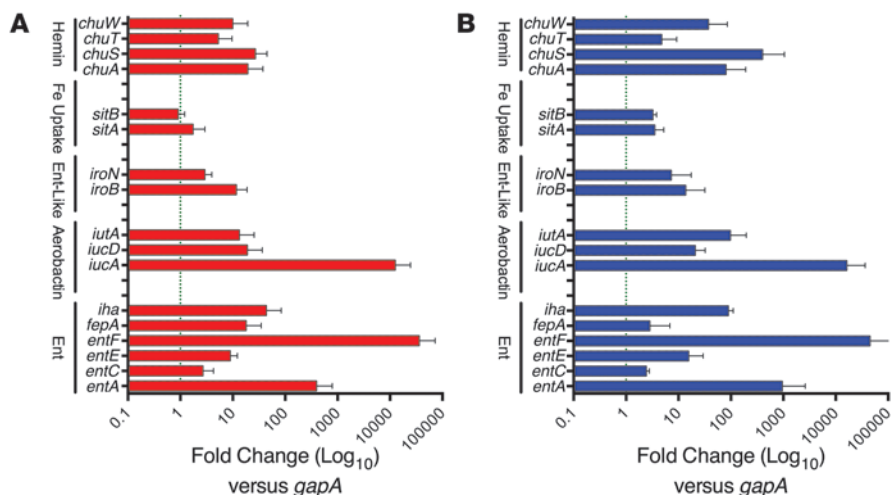 A
Hemin
chuW
chuT
chuS
chuA
Fe Uptake
sitB
sitA
Ent-Like
iroN
iroB
Aerobactin
iutA
iucD
iucA
Ent
iha
fepA
entF
entE
entC
entA
0.1
1
10
100
1000
10000
100000
Fold Change (Log10)
versus gapA
B
Hemin
chuW
chuT
chuS
chuA
Fe Uptake
sitB
sitA
Ent-Like
iroN
iroB
Aerobactin
iutA
iucD
iucA
Ent
iha
fepA
entF
entE
entC
entA
0.1
1
10
100
1000
10000
100000
Fold Change (Log10)
versus gapA